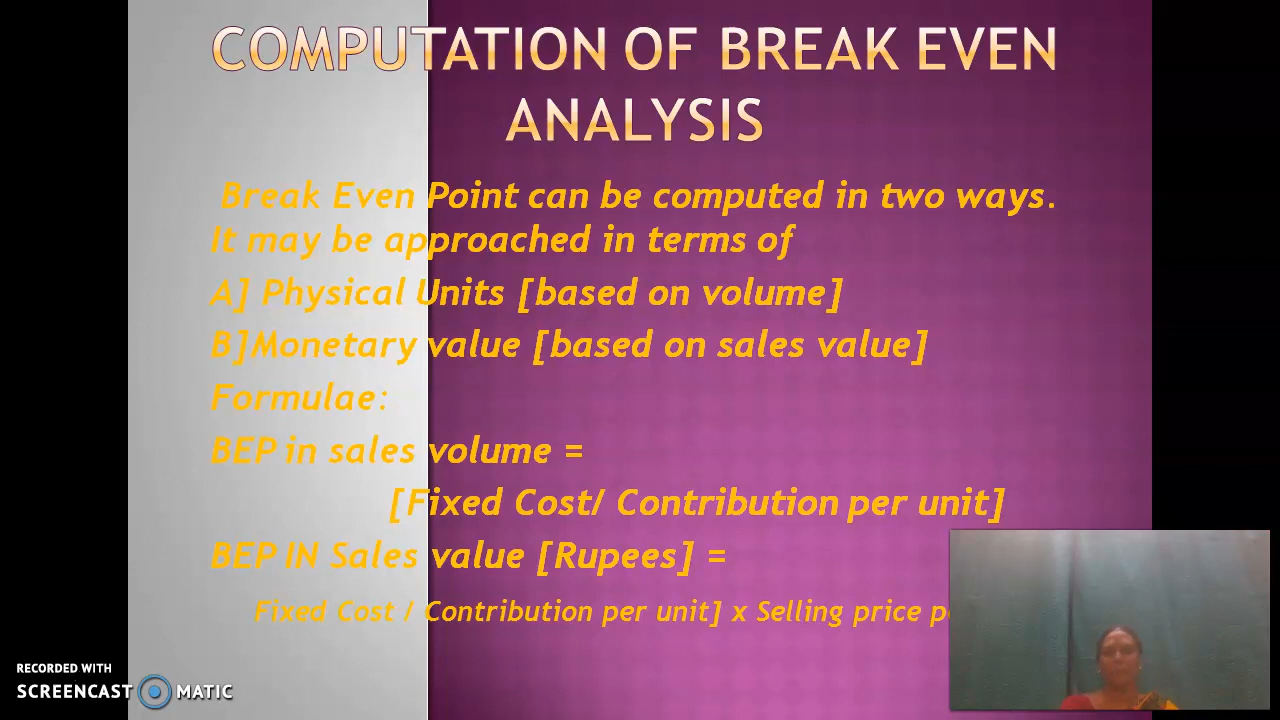 COMPUTATION OF BREAK EVEN
ANALYSIS
Break Even Point can be computed in two ways.
It may be approached in terms of
A] Physical Units [based on volume]
B]Monetary value [based on sales value]
Formulae:
BEP in sales volume =
[Fixed Cost/ Contribution per unit]
BEP IN Sales value [Rupees] =
Fixed Cost / Contribution per unit] x Selling price
RECORDED WITH
SCREENCAST MATIC